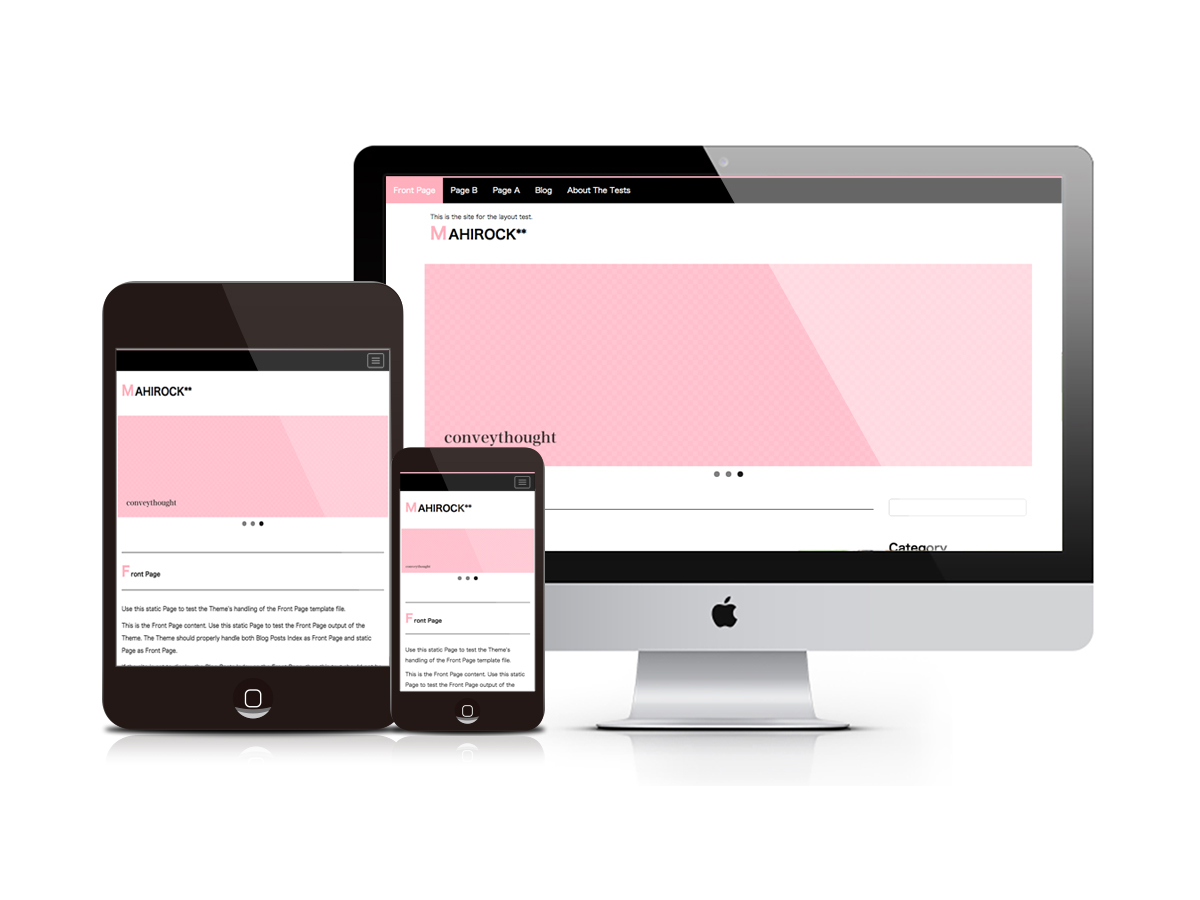 Front Page Page B Page A Blog About The Tests
This is the site for the layout test.
MAHIROCK**
conveythought
Category
MAHIROCK**
conveythought
Front Page
Use this static Page to test the Theme's handling of the Front Page template file.
This is the Front Page content. Use this static Page to test the Front Page output of the
Theme. The Theme should properly handle both Blog Posts Index as Front Page and static
Page as Front Page.
MAHIROCK**
conveythought
Front Page
Use this static Page to test the Theme's
handling of the Front Page template file.
This is the Front Page content. Use this static
Page to test the Front Page output of the